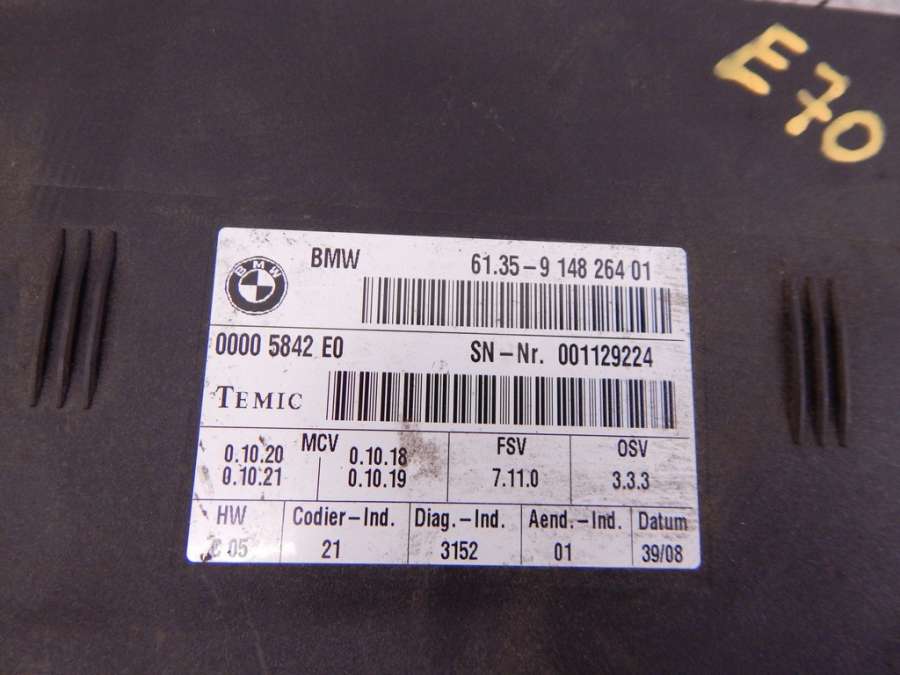 E70
BMW
BMW 61.35-9 148 264 01
0000 5842 E0 SN-Nr. 001129224
TEMIC
MCV FSV OSV
0.10.20 0.10.18
0.10.21 0.10.19 7.11.0 3.3.3
HW Codier-Ind. Diag.-Ind. Aend.-Ind. Datum
05 21 3152 01 39/08